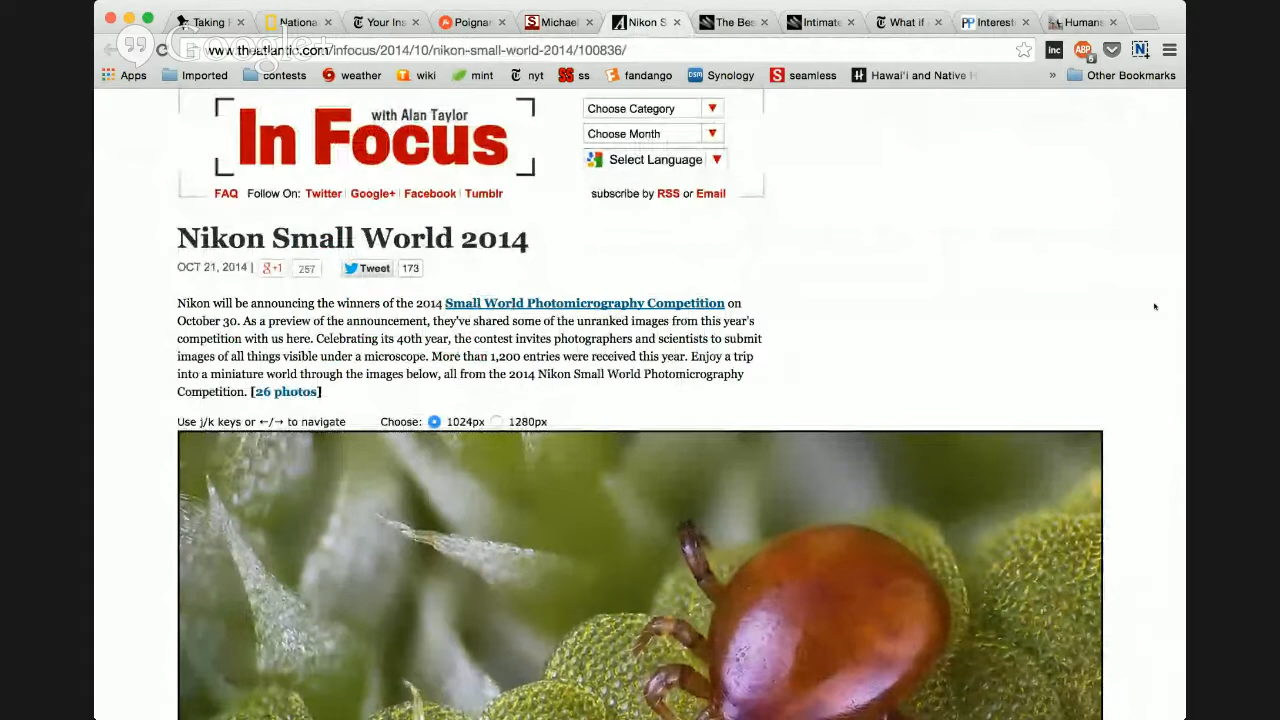 Taking F
Nationa
Your Ins
Poignan
Michael
Nikon S
The Bes
Intimate
What if
Interest
Humans
Google+
www.theatlantic.com/infocus/2014/10/nikon-small-world-2014/100836/
inc
ABP
6
N
Apps
Imported
contests
weather
wiki
mint
nyt
ss
fandango
Synology
seamless
Hawai'i and Native H
»
Other Bookmarks
with Alan Taylor
In Focus
Choose Category
Choose Month
Select Language
FAQ Follow On: Twitter | Google+ | Facebook | Tumblr
subscribe by RSS or Email
Nikon Small World 2014
OCT 21, 2014 | g+1 257 Tweet 173
Nikon will be announcing the winners of the 2014 Small World Photomicrography Competition on
October 30. As a preview of the announcement, they've shared some of the unranked images from this year's
competition with us here. Celebrating its 40th year, the contest invites photographers and scientists to submit
images of all things visible under a microscope. More than 1,200 entries were received this year. Enjoy a trip
into a miniature world through the images below, all from the 2014 Nikon Small World Photomicrography
Competition. [26 photos]
Use j/k keys or ←/→ to navigate Choose: 1024px 1280px